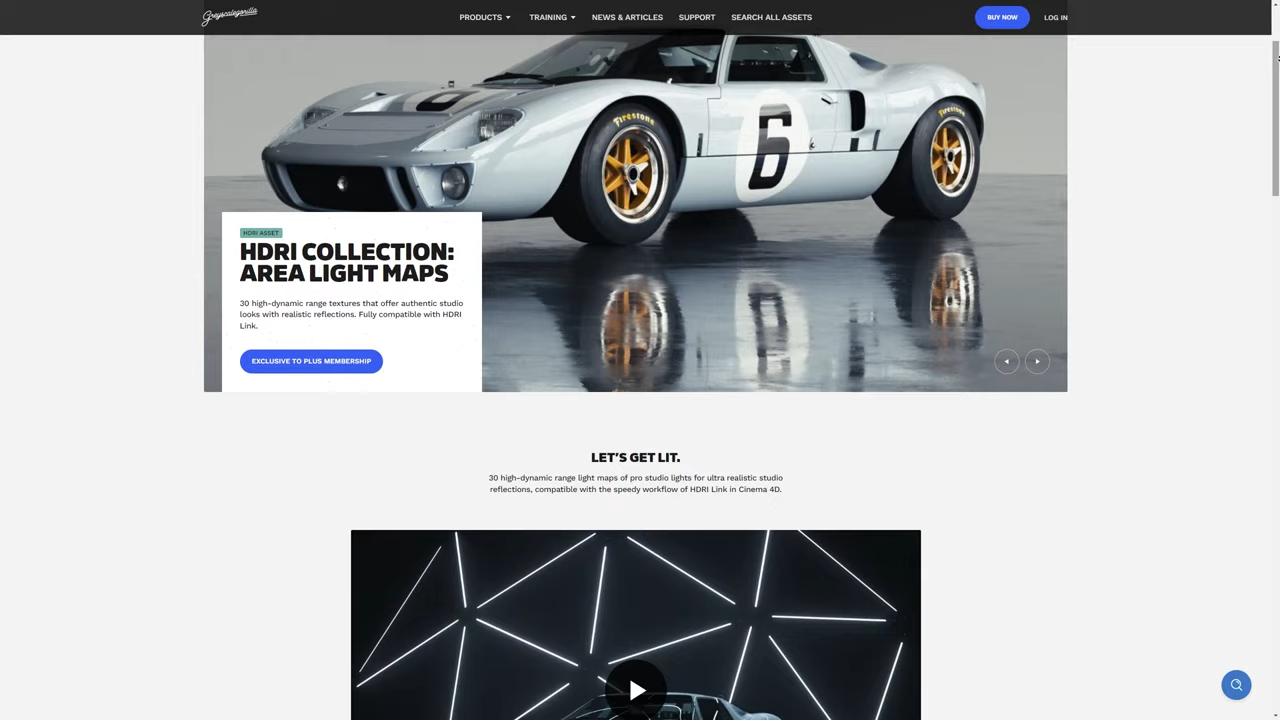 Greyscalegorilla
PRODUCTS
TRAINING
NEWS & ARTICLES
SUPPORT
SEARCH ALL ASSETS
BUY NOW
LOG IN
Firestone
Firestone
6
HDRI ASSET
HDRI COLLECTION:
AREA LIGHT MAPS
30 high-dynamic range textures that offer authentic studio
looks with realistic reflections. Fully compatible with HDRI
Link.
EXCLUSIVE TO PLUS MEMBERSHIP
LET'S GET LIT.
30 high-dynamic range light maps of pro studio lights for ultra realistic studio
reflections, compatible with the speedy workflow of HDRI Link in Cinema 4D.